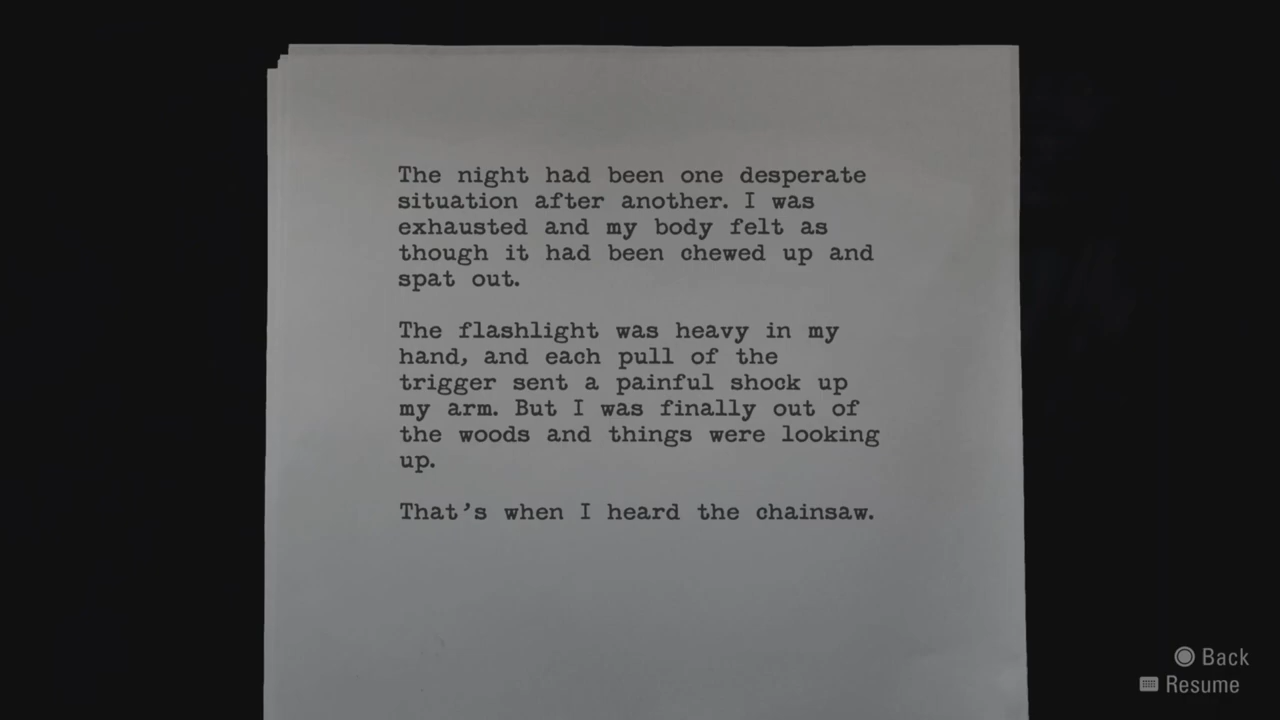 The night had been one desperate
situation after another. I was
exhausted and my body felt as
though it had been chewed up and
spat out.
The flashlight was heavy in my
hand, and each pull of the
trigger sent a painful shock up
my arm. But I was finally out of
the woods and things were looking
up.
That's when I heard the chainsaw.
Back
Resume